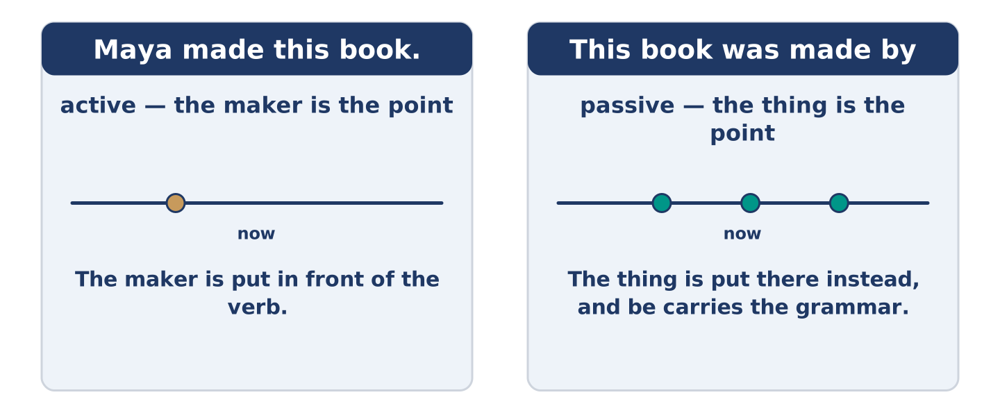 Maya made this book.
active — the maker is the point
now
The maker is put in front of the
verb.
This book was made by
passive — the thing is the
point
now
The thing is put there instead,
and be carries the grammar.